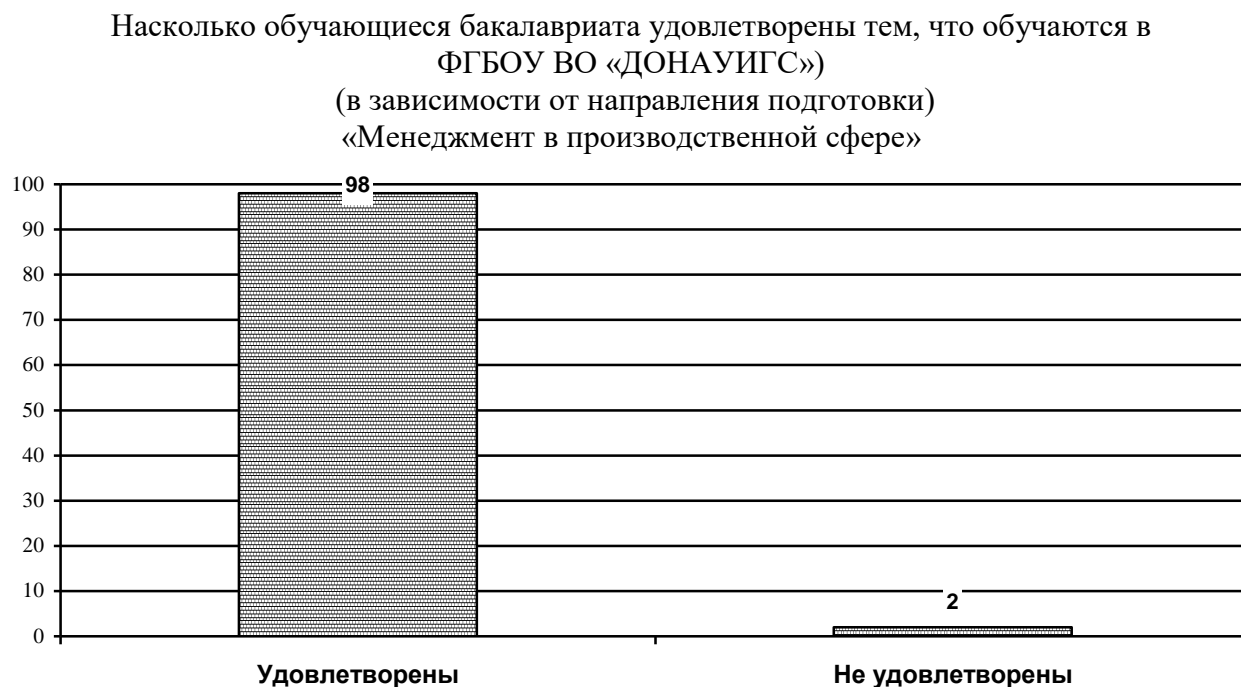 Насколько обучающиеся бакалавриата удовлетворены тем, что обучаются в
ФГБОУ ВО «ДОНАУИГС»)
(в зависимости от направления подготовки)
«Менеджмент в производственной сфере»
100
90
80
70
60
50
40
30
20
10
0
98
2
Удовлетворены
Не удовлетворены